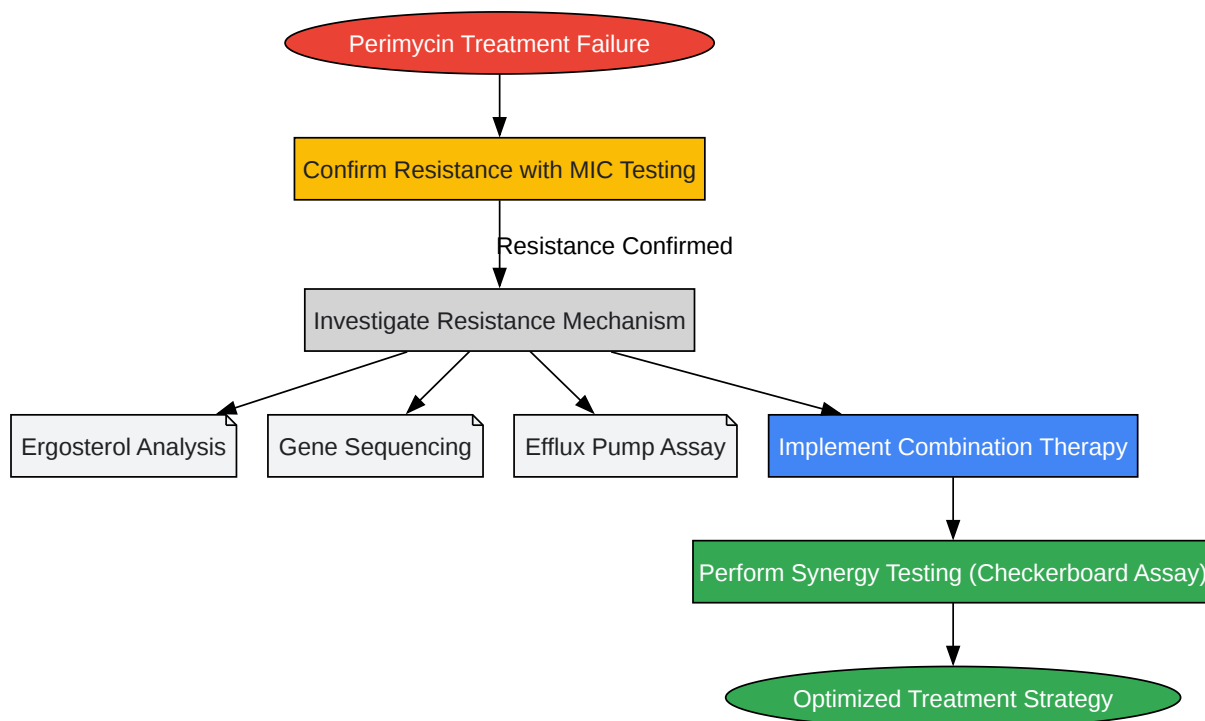 Perimycin Treatment Failure
Confirm Resistance with MIC Testing
Resistance Confirmed
Investigate Resistance Mechanism
Ergosterol Analysis
Gene Sequencing
Efflux Pump Assay
Implement Combination Therapy
Perform Synergy Testing (Checkerboard Assay)
Optimized Treatment Strategy